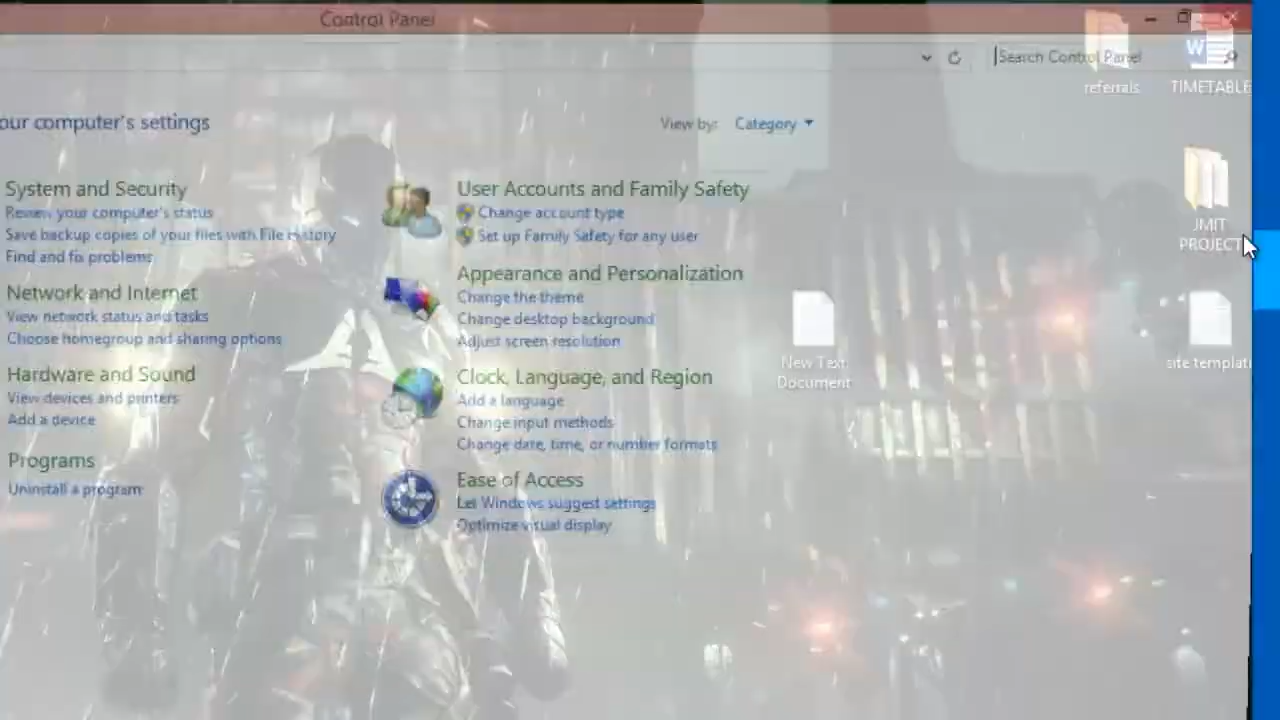 Control Panel
Search Control Panel
referrals
TIMETABLE
our computer's settings
View by: Category
System and Security
Review your computer's status
Save backup copies of your files with File History
Find and fix problems
Network and Internet
View network status and tasks
Choose homegroup and sharing options
Hardware and Sound
View devices and printers
Add a device
Programs
Uninstall a program
User Accounts and Family Safety
Change account type
Set up Family Safety for any user
Appearance and Personalization
Change the theme
Change desktop background
Adjust screen resolution
Clock, Language, and Region
Add a language
Change input methods
Change date, time, or number formats
Ease of Access
Let Windows suggest settings
Optimize visual display
New Text
Document
JMIT
PROJECT
site templat